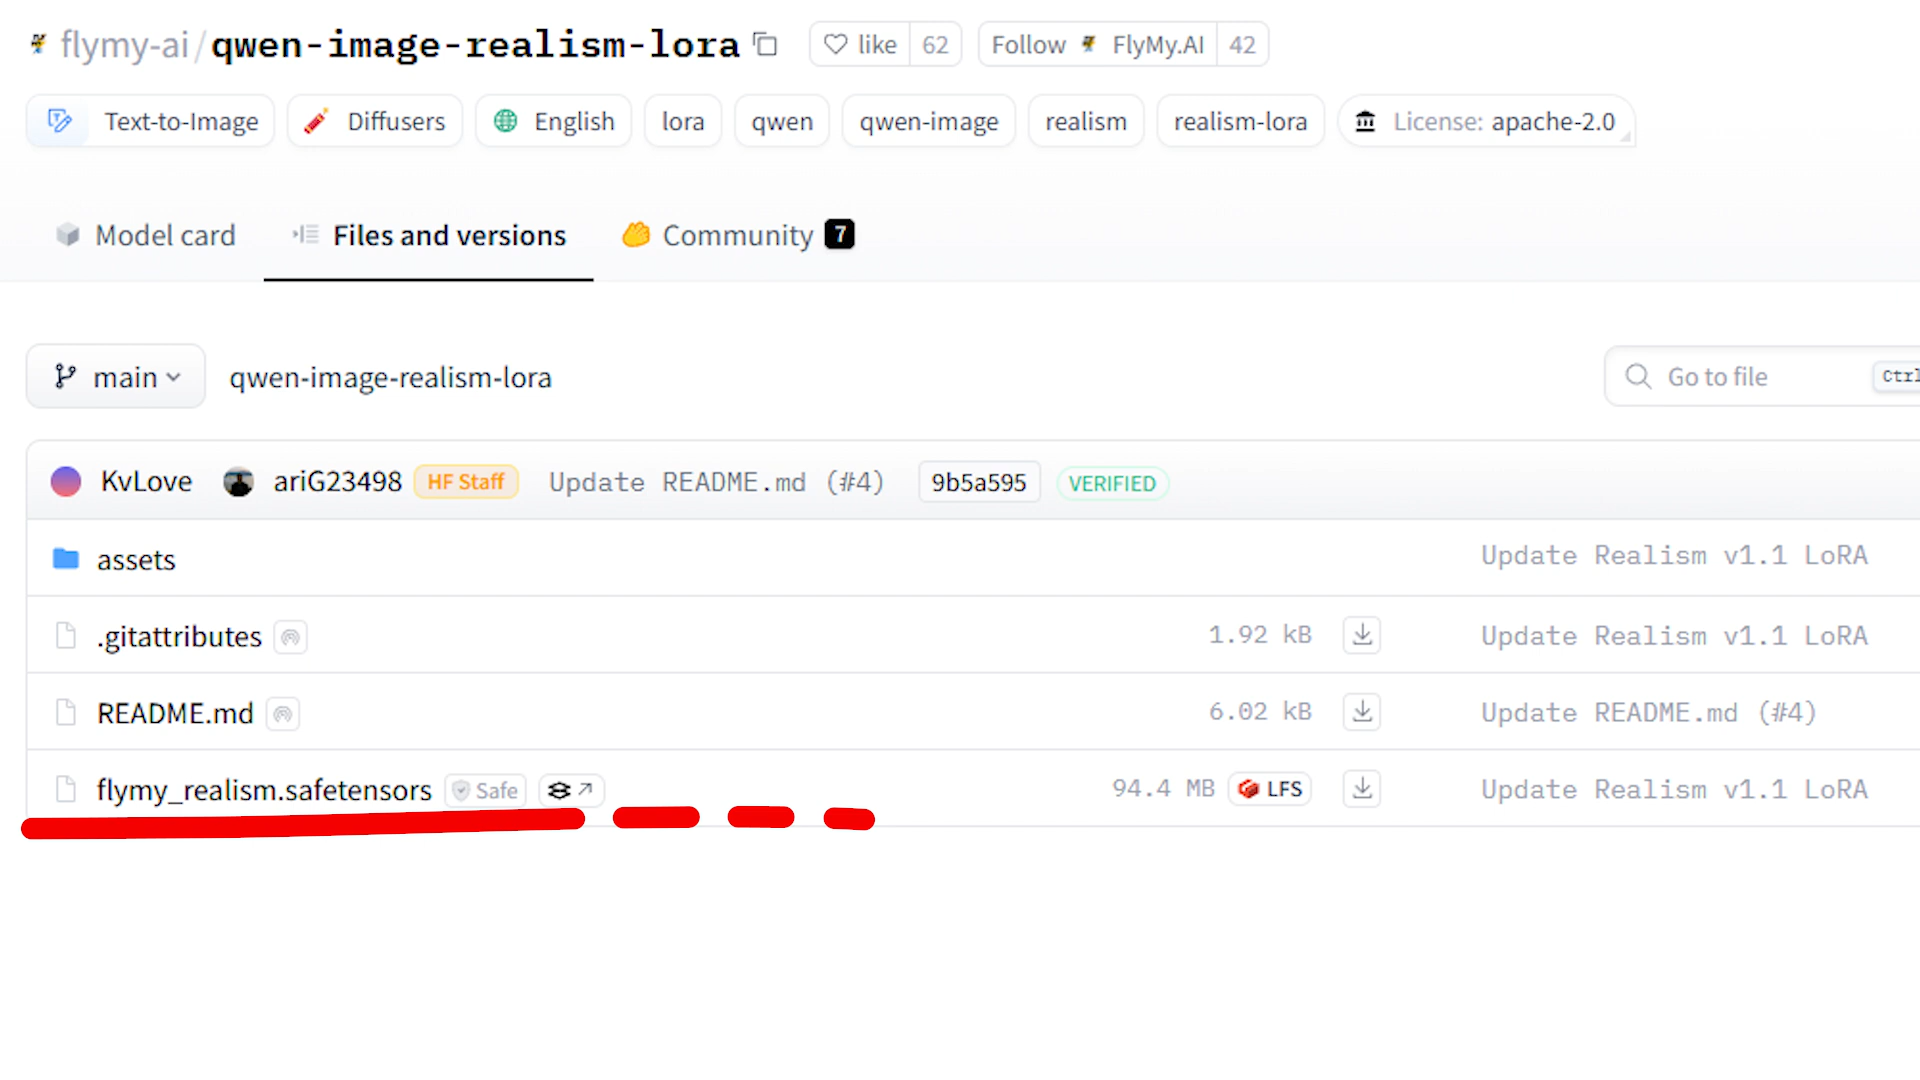 flymy-ai/qwen-image-realism-lora like 62 Follow FlyMy.AI 42
Text-to-Image Diffusers English lora qwen qwen-image realism realism-lora License: apache-2.0
Model card Files and versions Community 7
main qwen-image-realism-lora Go to file Ctrl
KvLove ariG23498 HF Staff Update README.md (#4) 9b5a595 VERIFIED
assets Update Realism v1.1 LoRA
.gitattributes 1.92 kB Update Realism v1.1 LoRA
README.md 6.02 kB Update README.md (#4)
flymy_realism.safetensors Safe 94.4 MB LFS Update Realism v1.1 LoRA